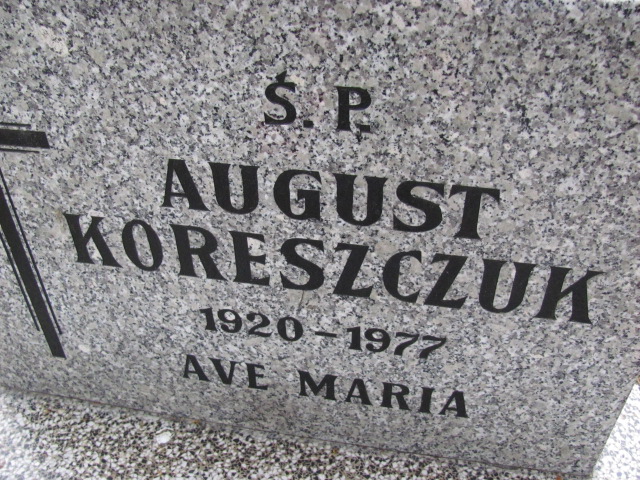 Ś. P.
AUGUST
KORESZCZUK
1920 – 1977
AVE MARIA